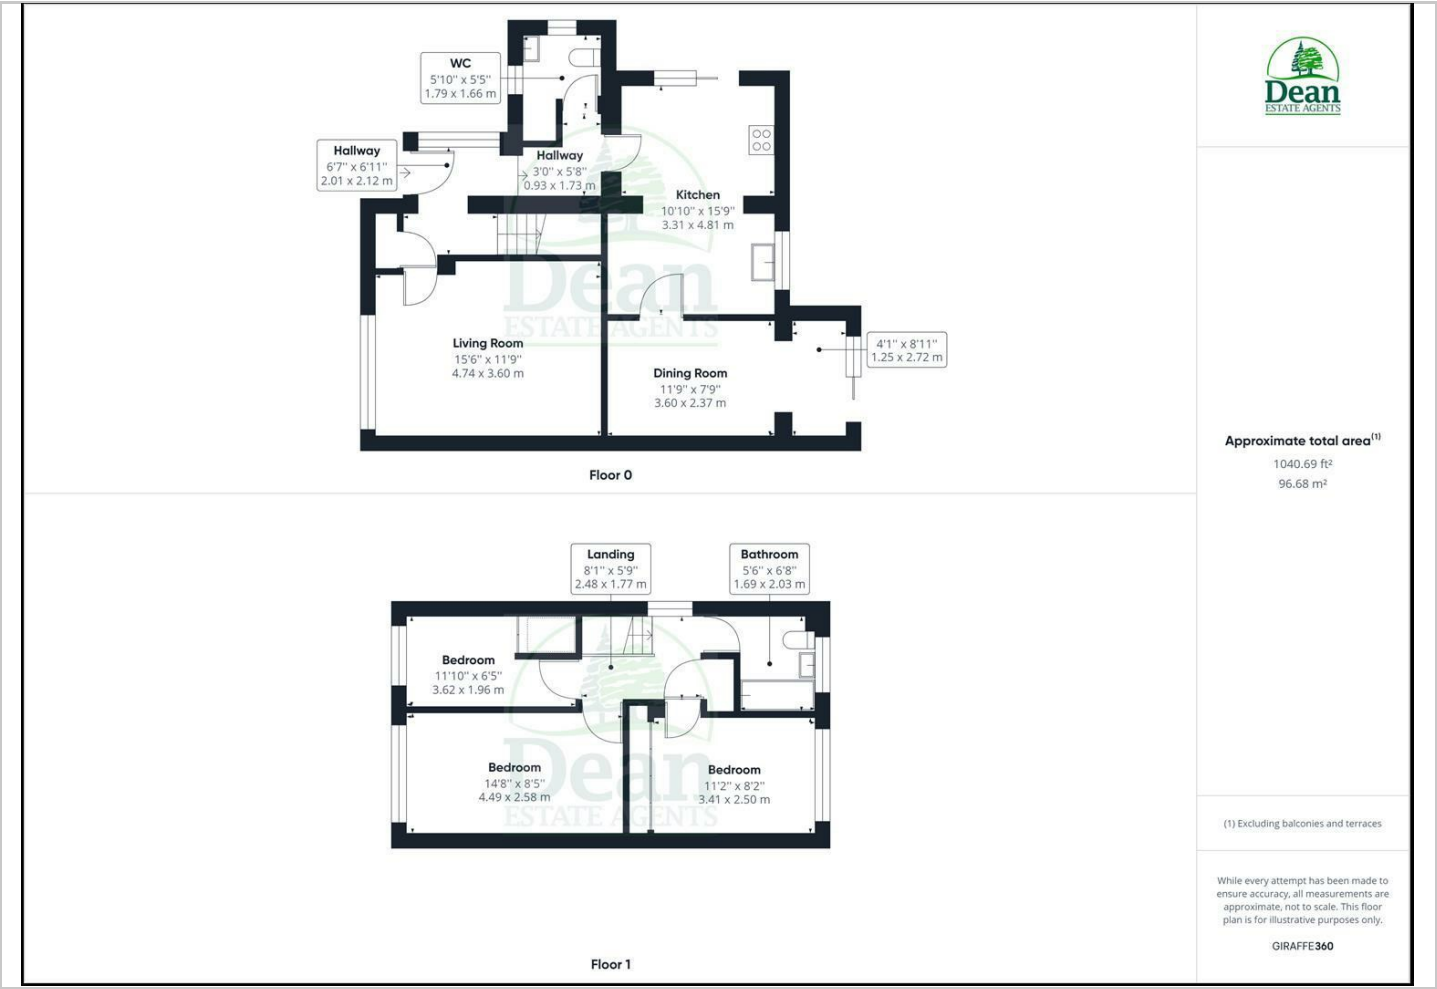 WC
5'10" x 5'5"
1.79 x 1.66 m
Hallway
6'7" x 6'11"
2.01 x 2.12 m
Hallway
3'0" x 5'8"
0.93 x 1.73 m
Kitchen
10'10" x 15'9"
3.31 x 4.81 m
Living Room
15'6" x 11'9"
4.74 x 3.60 m
Dining Room
11'9" x 7'9"
3.60 x 2.37 m
4'1" x 8'11"
1.25 x 2.72 m
Dean
ESTATE AGENTS
Floor 0
Landing
8'1" x 5'9"
2.48 x 1.77 m
Bathroom
5'6" x 6'8"
1.69 x 2.03 m
Bedroom
11'10" x 6'5"
3.62 x 1.96 m
Bedroom
14'8" x 8'5"
4.49 x 2.58 m
Bedroom
11'2" x 8'2"
3.41 x 2.50 m
Dean
ESTATE AGENTS
Floor 1
Dean
ESTATE AGENTS
Approximate total area(1)
1040.69 ft²
96.68 m²
(1) Excluding balconies and terraces
While every attempt has been made to
ensure accuracy, all measurements are
approximate, not to scale. This floor
plan is for illustrative purposes only.
GIRAFFE360